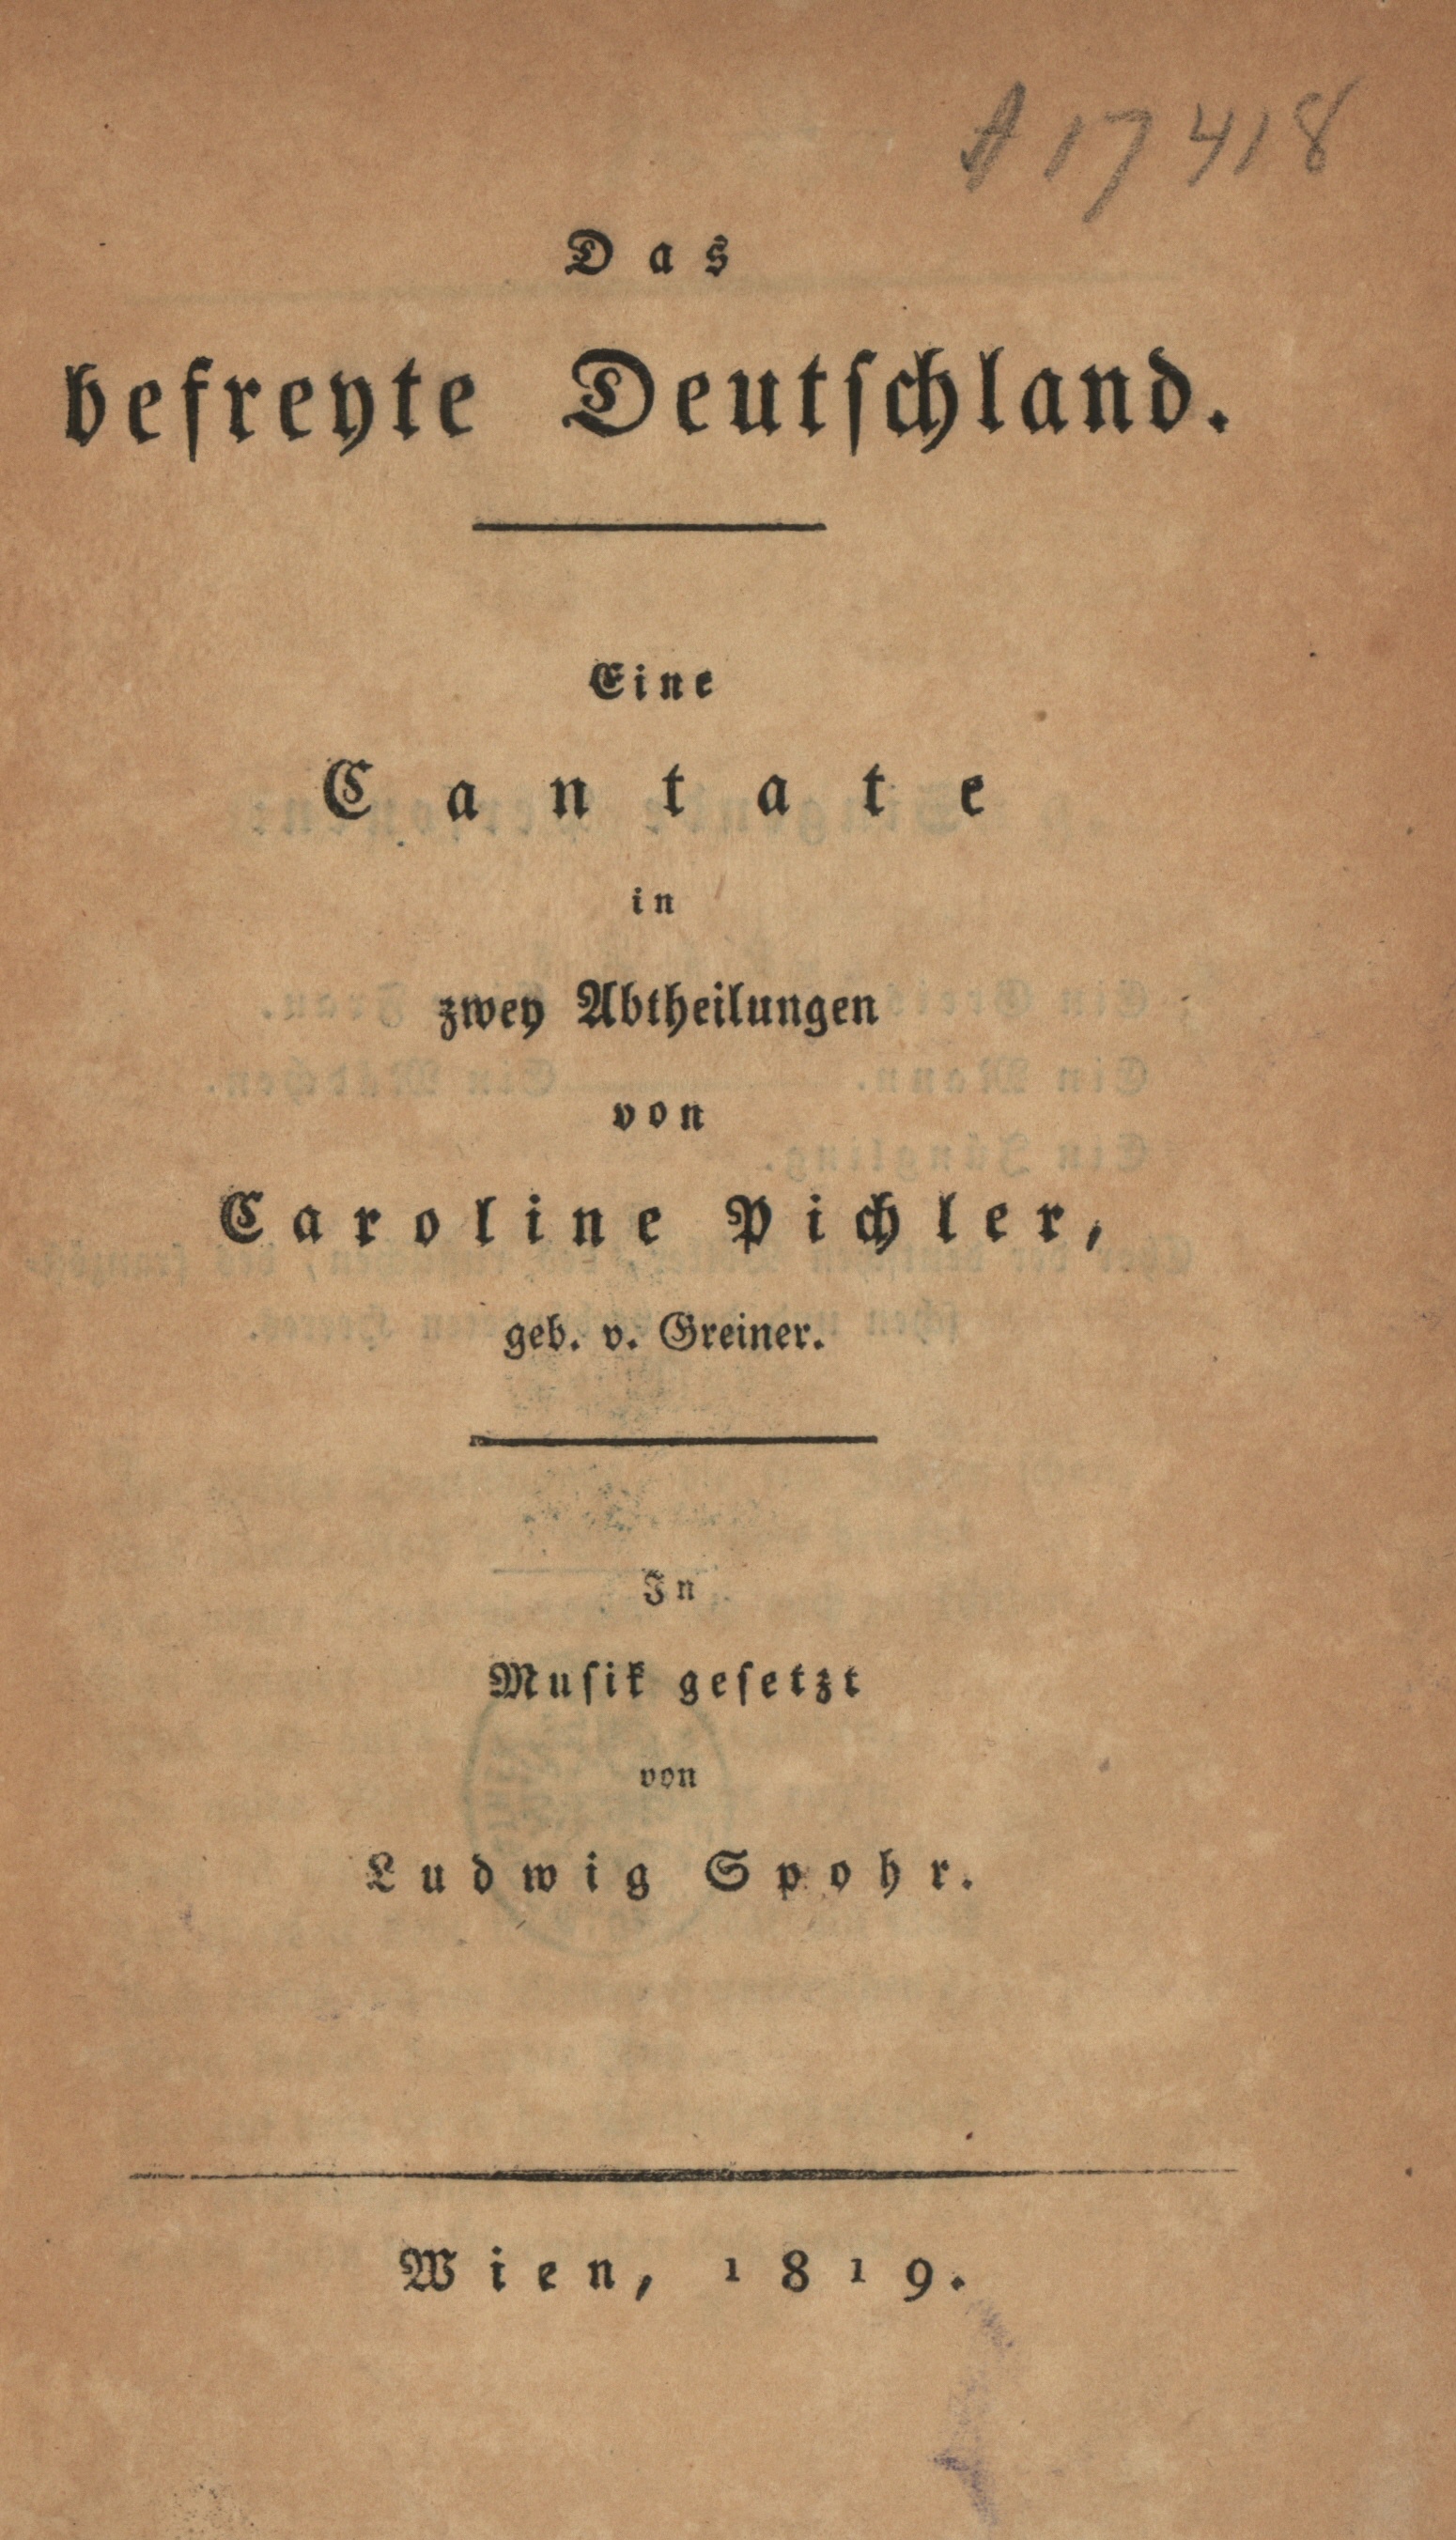 A 17418
Das
befreyte Deutſchland.
Eine
Cantate
in
zwey Abtheilungen
von
Caroline Pichler,
geb. v. Greiner.
In
Muſik geſetzt
von
Ludwig Spohr.
Wien, 1819.